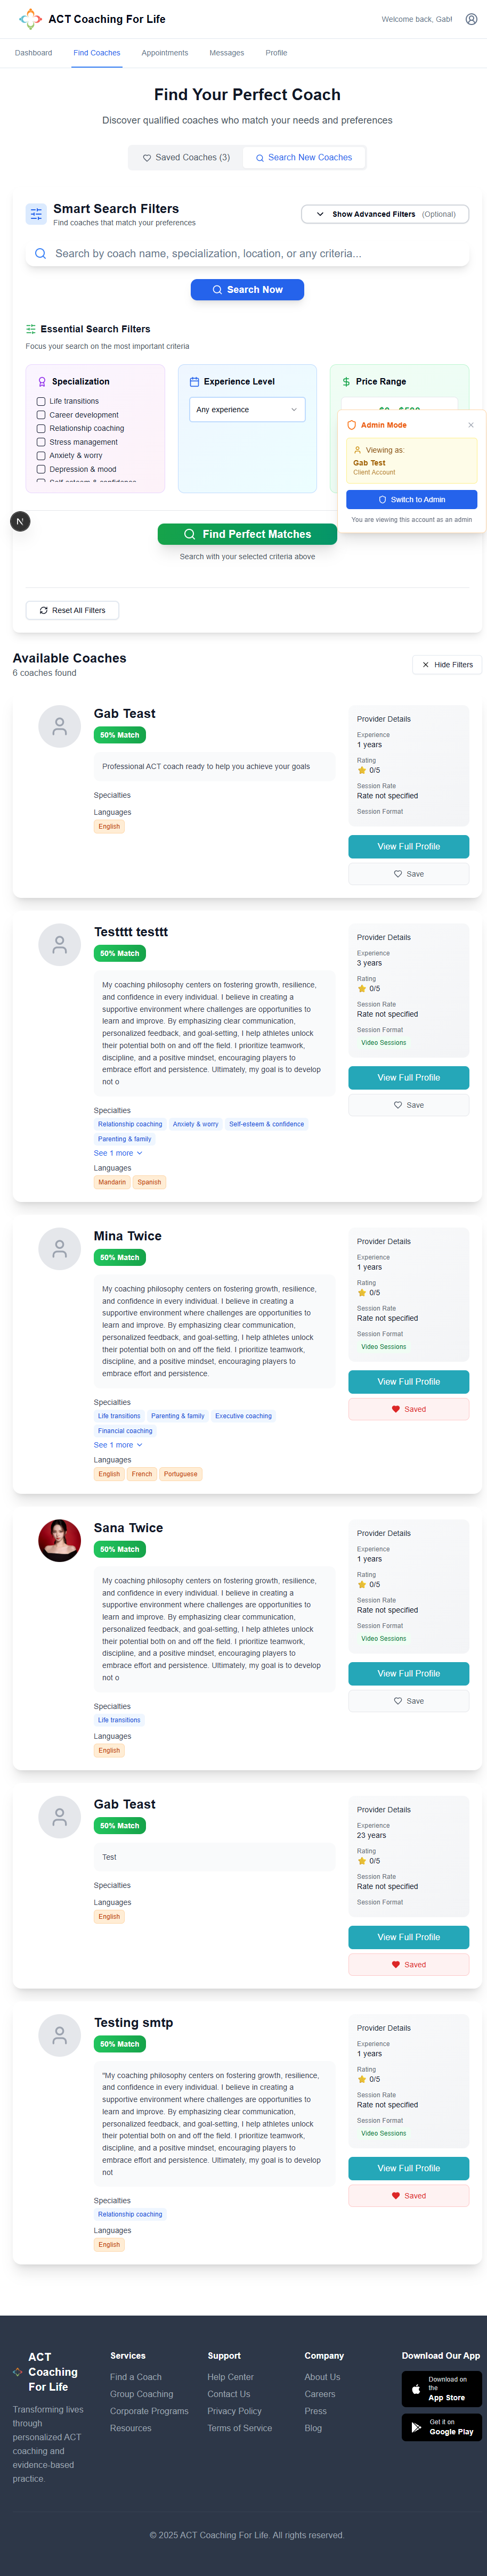 ACT Coaching For Life
Welcome back, Gab!
Dashboard
Find Coaches
Appointments
Messages
Profile
Find Your Perfect Coach
Discover qualified coaches who match your needs and preferences
Saved Coaches (3)
Search New Coaches
Smart Search Filters
Find coaches that match your preferences
Show Advanced Filters (Optional)
Search by coach name, specialization, location, or any criteria...
Search Now
Essential Search Filters
Focus your search on the most important criteria
Specialization
Life transitions
Career development
Relationship coaching
Stress management
Anxiety & worry
Depression & mood
Experience Level
Any experience
Price Range
Admin Mode
Viewing as:
Gab Test
Client Account
Switch to Admin
You are viewing this account as an admin
N
Find Perfect Matches
Search with your selected criteria above
Reset All Filters
Available Coaches
6 coaches found
Hide Filters
Gab Teast
50% Match
Professional ACT coach ready to help you achieve your goals
Specialties
Languages
English
Provider Details
Experience
1 years
Rating
0/5
Session Rate
Rate not specified
Session Format
View Full Profile
Save
Testttt testtt
50% Match
My coaching philosophy centers on fostering growth, resilience,
and confidence in every individual. I believe in creating a
supportive environment where challenges are opportunities to
learn and improve. By emphasizing clear communication,
personalized feedback, and goal-setting, I help athletes unlock
their potential both on and off the field. I prioritize teamwork,
discipline, and a positive mindset, encouraging players to
embrace effort and persistence. Ultimately, my goal is to develop
not o
Specialties
Relationship coaching
Anxiety & worry
Self-esteem & confidence
Parenting & family
See 1 more
Languages
Mandarin
Spanish
Provider Details
Experience
3 years
Rating
0/5
Session Rate
Rate not specified
Session Format
Video Sessions
View Full Profile
Save
Mina Twice
50% Match
My coaching philosophy centers on fostering growth, resilience,
and confidence in every individual. I believe in creating a
supportive environment where challenges are opportunities to
learn and improve. By emphasizing clear communication,
personalized feedback, and goal-setting, I help athletes unlock
their potential both on and off the field. I prioritize teamwork,
discipline, and a positive mindset, encouraging players to
embrace effort and persistence.
Specialties
Life transitions
Parenting & family
Executive coaching
Financial coaching
See 1 more
Languages
English
French
Portuguese
Provider Details
Experience
1 years
Rating
0/5
Session Rate
Rate not specified
Session Format
Video Sessions
View Full Profile
Saved
Sana Twice
50% Match
My coaching philosophy centers on fostering growth, resilience,
and confidence in every individual. I believe in creating a
supportive environment where challenges are opportunities to
learn and improve. By emphasizing clear communication,
personalized feedback, and goal-setting, I help athletes unlock
their potential both on and off the field. I prioritize teamwork,
discipline, and a positive mindset, encouraging players to
embrace effort and persistence. Ultimately, my goal is to develop
not o
Specialties
Life transitions
Languages
English
Provider Details
Experience
1 years
Rating
0/5
Session Rate
Rate not specified
Session Format
Video Sessions
View Full Profile
Save
Gab Teast
50% Match
Test
Specialties
Languages
English
Provider Details
Experience
23 years
Rating
0/5
Session Rate
Rate not specified
Session Format
View Full Profile
Saved
Testing smtp
50% Match
"My coaching philosophy centers on fostering growth, resilience,
and confidence in every individual. I believe in creating a
supportive environment where challenges are opportunities to
learn and improve. By emphasizing clear communication,
personalized feedback, and goal-setting, I help athletes unlock
their potential both on and off the field. I prioritize teamwork,
discipline, and a positive mindset, encouraging players to
embrace effort and persistence. Ultimately, my goal is to develop
not
Specialties
Relationship coaching
Languages
English
Provider Details
Experience
1 years
Rating
0/5
Session Rate
Rate not specified
Session Format
Video Sessions
View Full Profile
Saved
ACT
Coaching
For Life
Transforming lives
through
personalized ACT
coaching and
evidence-based
practice.
Services
Find a Coach
Group Coaching
Corporate Programs
Resources
Support
Help Center
Contact Us
Privacy Policy
Terms of Service
Company
About Us
Careers
Press
Blog
Download Our App
Download on
the
App Store
Get it on
Google Play
© 2025 ACT Coaching For Life. All rights reserved.